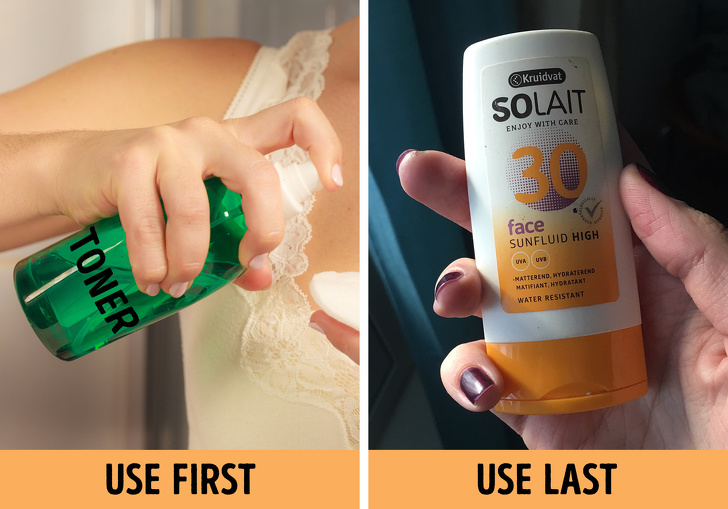 TONER
USE FIRST
Kruidvat
SOLAIT
ENJOY WITH CARE
30
face
SUNFLUID HIGH
UVA UVB
-MATTEREND, HYDRATEREND
MATIFIANT, HYDRATANT
WATER RESISTANT
USE LAST